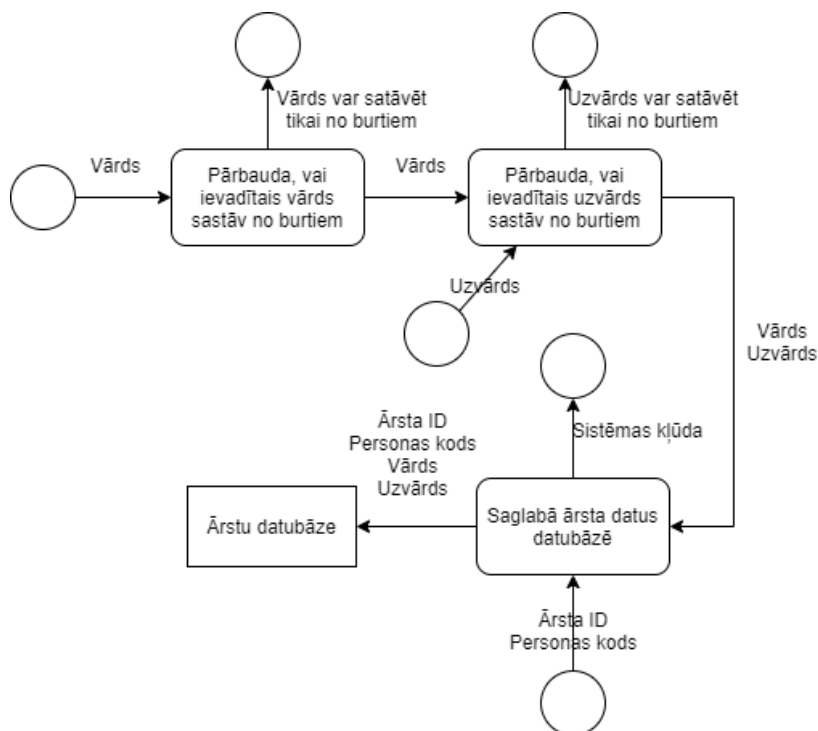 Vārds var satāvēt
tikai no burtiem
Uzvārds var satāvēt
tikai no burtiem
Vārds
Pārbauda, vai
ievadītais vārds
sastāv no burtiem
Vārds
Pārbauda, vai
ievadītais uzvārds
sastāv no burtiem
Uzvārds
Vārds
Uzvārds
Sistēmas kļūda
Ārsta ID
Personas kods
Vārds
Uzvārds
Ārstu datubāze
Saglabā ārsta datus
datubāzē
Ārsta ID
Personas kods